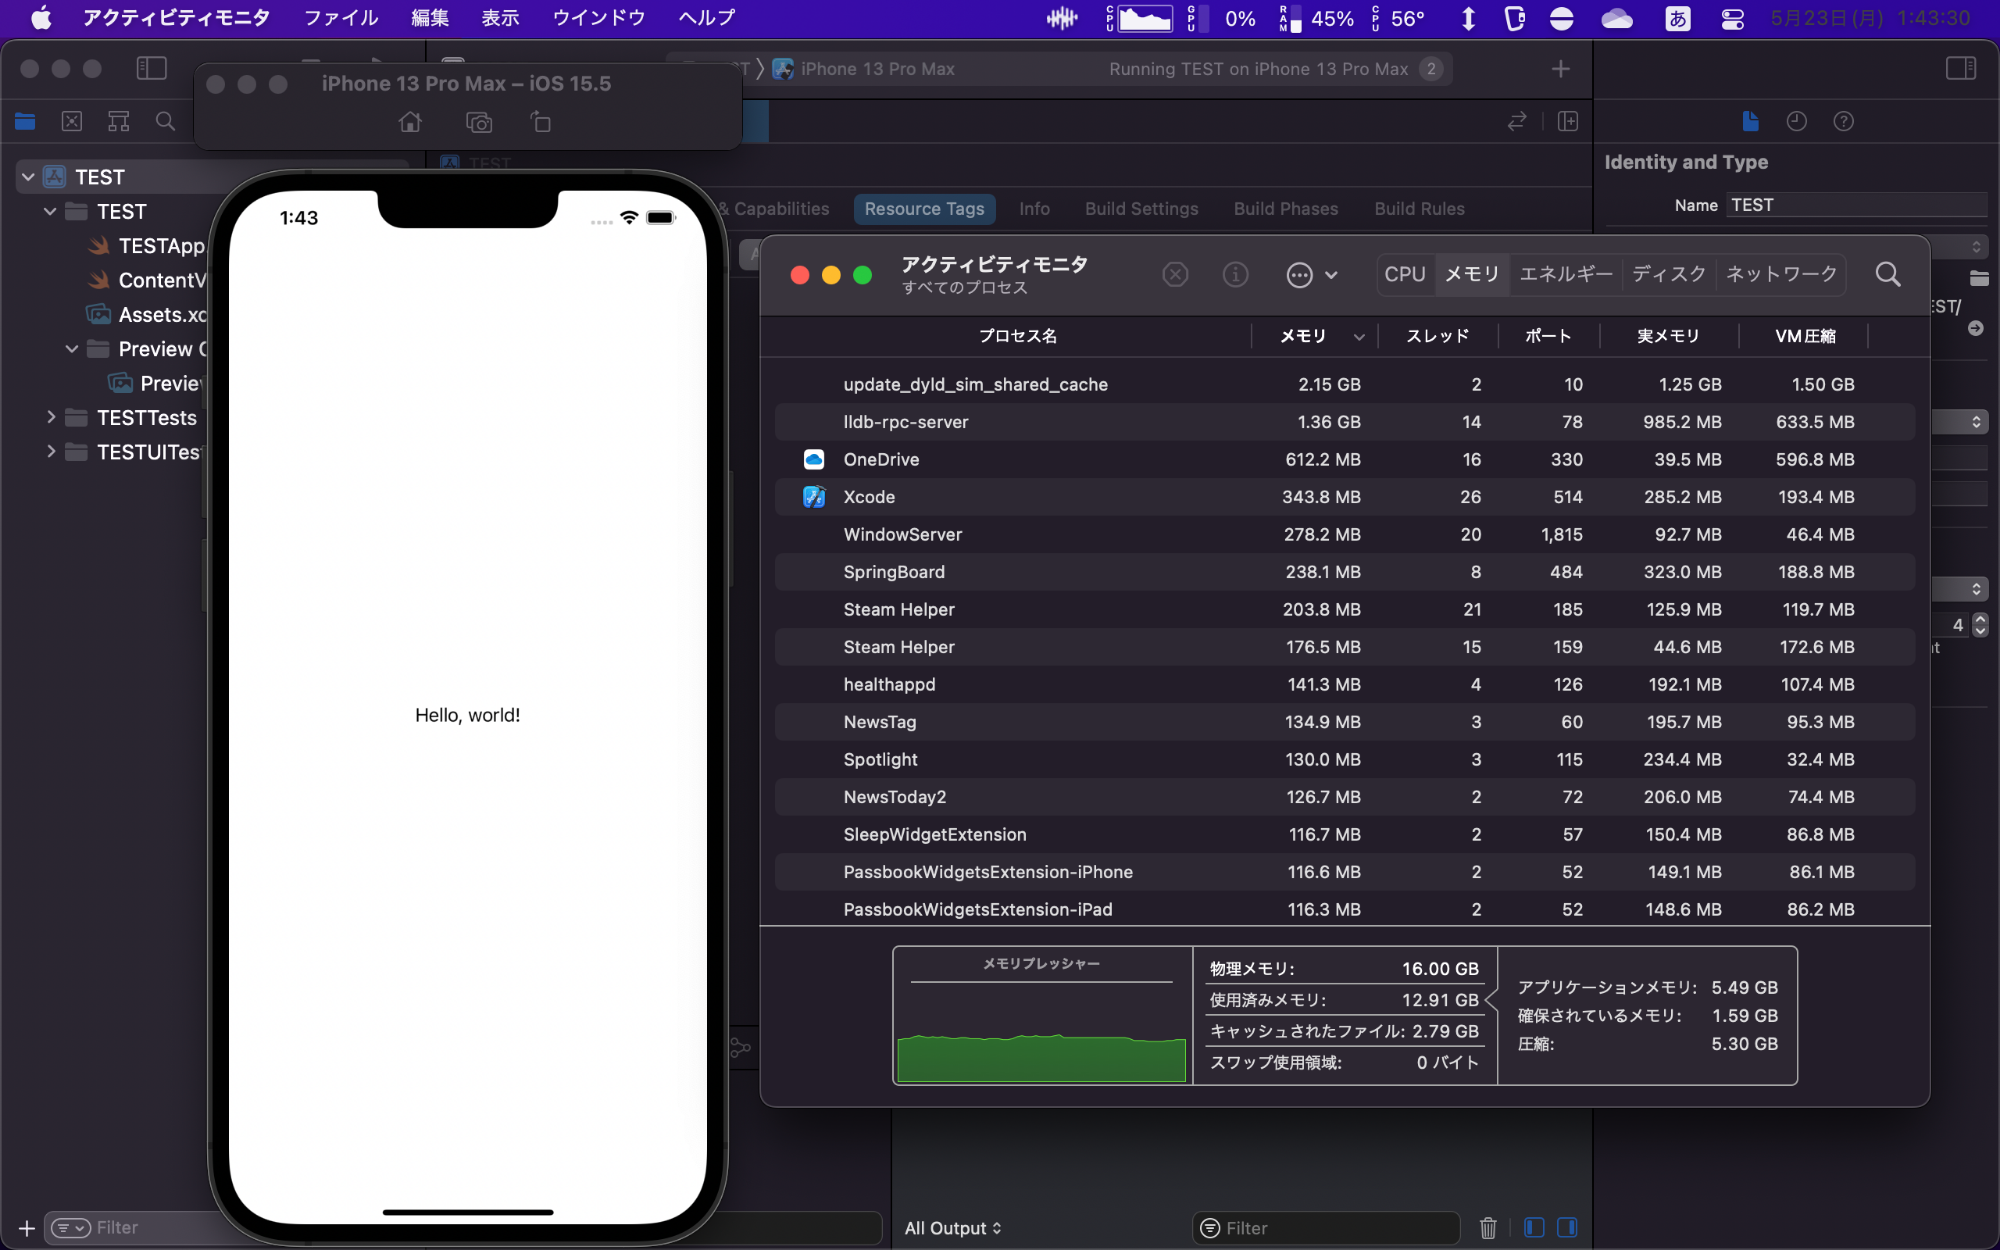 アクティビティモニタ ファイル 編集 表示 ウインドウ ヘルプ
CPU GPU 0% RAM 45% CPU 56° あ 5月23日(月) 1:43:30
iPhone 13 Pro Max – iOS 15.5
T 〉 iPhone 13 Pro Max
Running TEST on iPhone 13 Pro Max 2
TEST
TEST
TEST
TESTApp
ContentV
Assets.xc
Preview C
Preview
TESTTests
TESTUITes
Filter
1:43
Hello, world!
& Capabilities Resource Tags Info Build Settings Build Phases Build Rules
Identity and Type
Name TEST
EST/
4
アクティビティモニタ
すべてのプロセス
CPU メモリ エネルギー ディスク ネットワーク
プロセス名 メモリ スレッド ポート 実メモリ VM圧縮
update_dyld_sim_shared_cache 2.15 GB 2 10 1.25 GB 1.50 GB
lldb-rpc-server 1.36 GB 14 78 985.2 MB 633.5 MB
OneDrive 612.2 MB 16 330 39.5 MB 596.8 MB
Xcode 343.8 MB 26 514 285.2 MB 193.4 MB
WindowServer 278.2 MB 20 1,815 92.7 MB 46.4 MB
SpringBoard 238.1 MB 8 484 323.0 MB 188.8 MB
Steam Helper 203.8 MB 21 185 125.9 MB 119.7 MB
Steam Helper 176.5 MB 15 159 44.6 MB 172.6 MB
healthappd 141.3 MB 4 126 192.1 MB 107.4 MB
NewsTag 134.9 MB 3 60 195.7 MB 95.3 MB
Spotlight 130.0 MB 3 115 234.4 MB 32.4 MB
NewsToday2 126.7 MB 2 72 206.0 MB 74.4 MB
SleepWidgetExtension 116.7 MB 2 57 150.4 MB 86.8 MB
PassbookWidgetsExtension-iPhone 116.6 MB 2 52 149.1 MB 86.1 MB
PassbookWidgetsExtension-iPad 116.3 MB 2 52 148.6 MB 86.2 MB
メモリプレッシャー
物理メモリ: 16.00 GB
使用済みメモリ: 12.91 GB
キャッシュされたファイル: 2.79 GB
スワップ使用領域: 0 バイト
アプリケーションメモリ: 5.49 GB
確保されているメモリ: 1.59 GB
圧縮: 5.30 GB
All Output
Filter